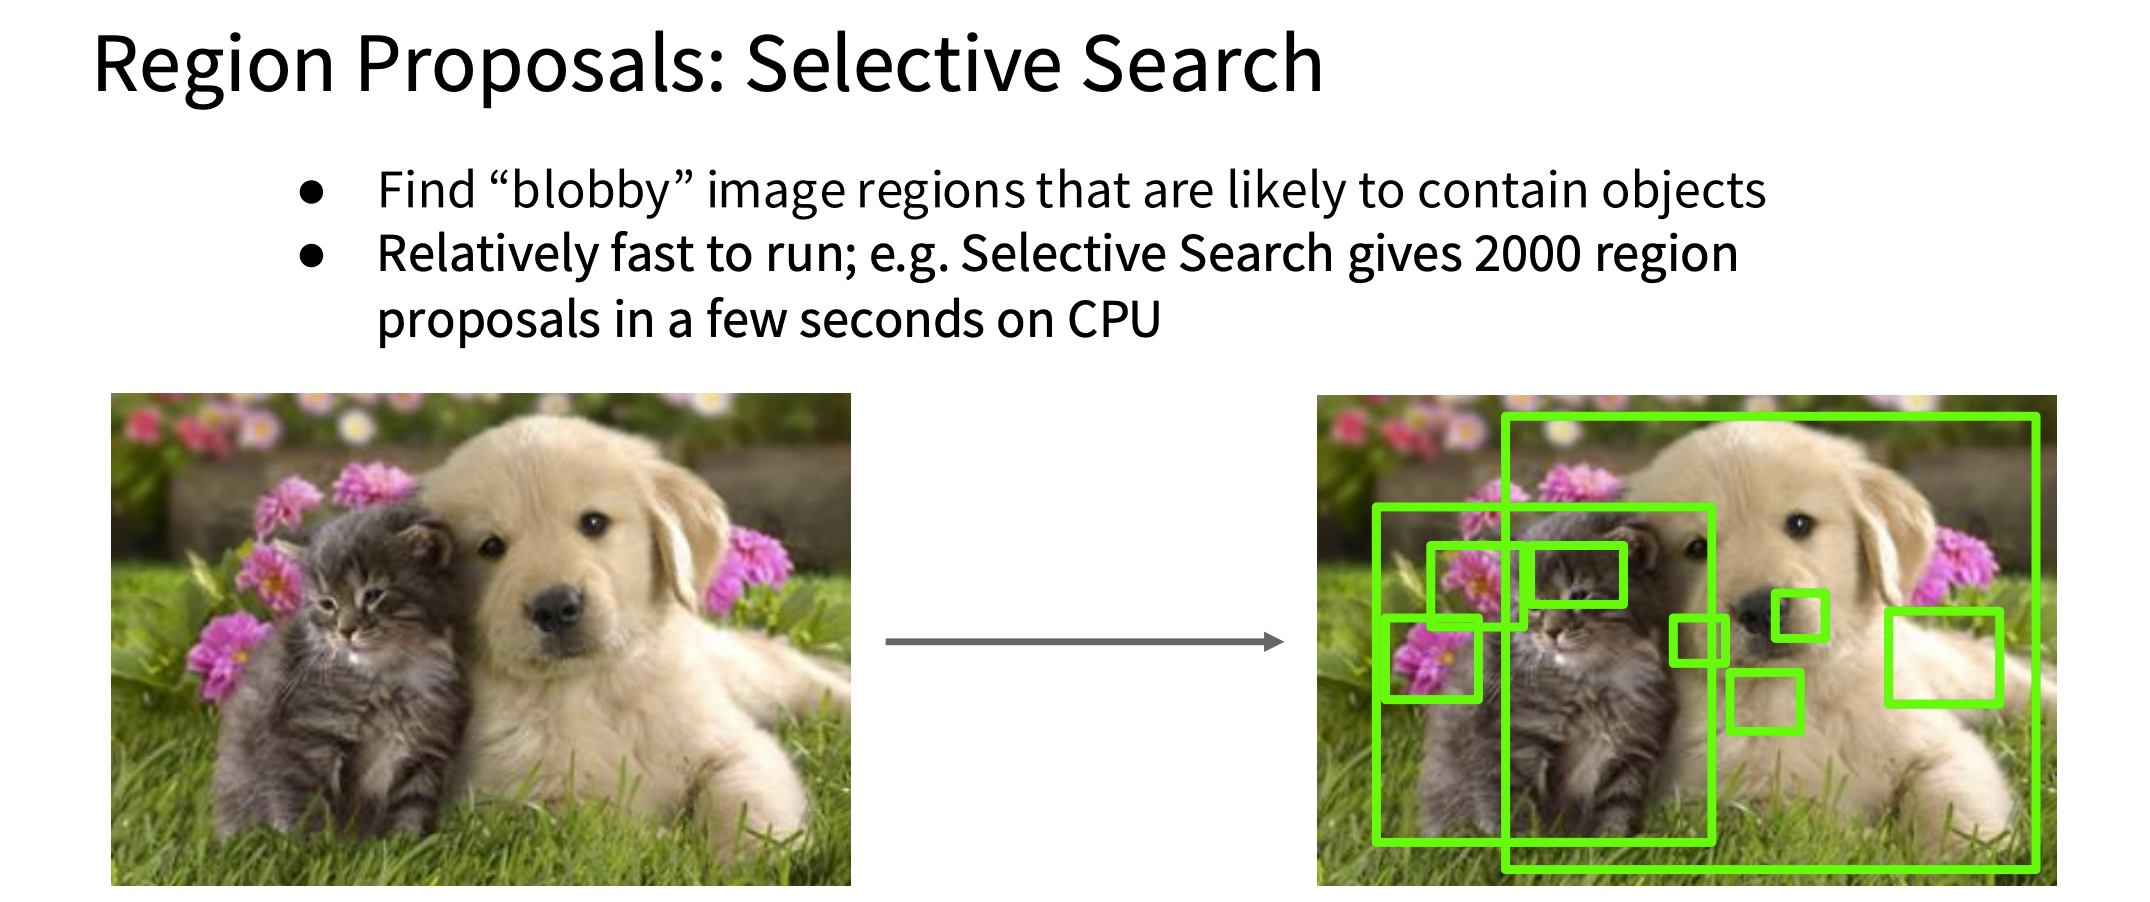 Region Proposals: Selective Search
● Find “blobby” image regions that are likely to contain objects
● Relatively fast to run; e.g. Selective Search gives 2000 region
proposals in a few seconds on CPU